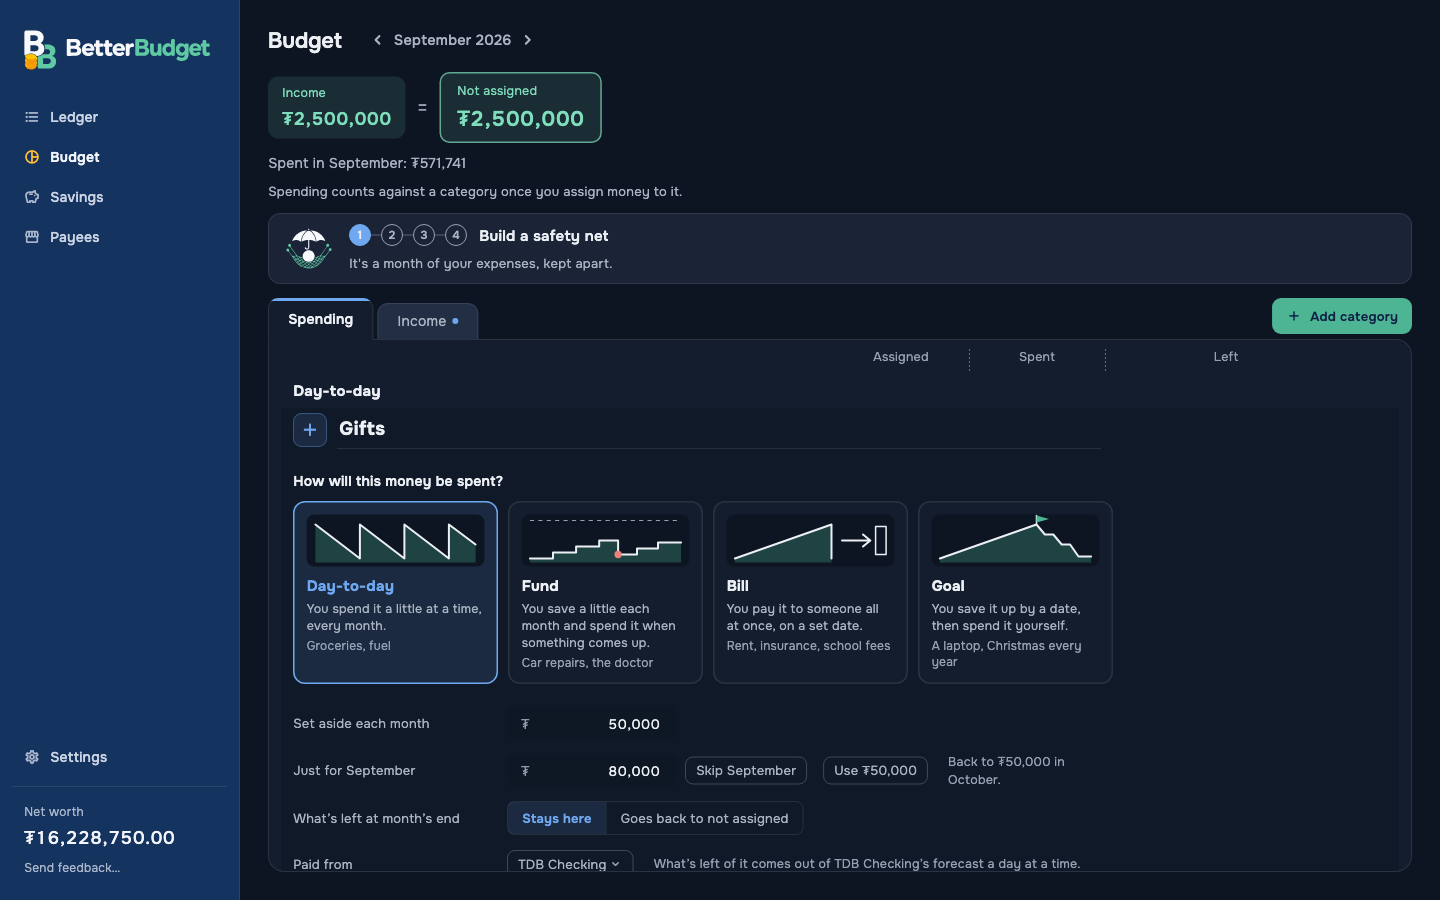 BetterBudget
Ledger
Budget
Savings
Payees
Settings
Net worth
₮16,228,750.00
Send feedback...
Budget
September 2026
Income
₮2,500,000
=
Not assigned
₮2,500,000
Spent in September: ₮571,741
Spending counts against a category once you assign money to it.
1 2 3 4 Build a safety net
It's a month of your expenses, kept apart.
Spending
Income
+ Add category
Assigned Spent Left
Day-to-day
+ Gifts
How will this money be spent?
Day-to-day
You spend it a little at a time,
every month.
Groceries, fuel
Fund
You save a little each
month and spend it when
something comes up.
Car repairs, the doctor
Bill
You pay it to someone all
at once, on a set date.
Rent, insurance, school fees
Goal
You save it up by a date,
then spend it yourself.
A laptop, Christmas every
year
Set aside each month ₮ 50,000
Just for September ₮ 80,000 Skip September Use ₮50,000
Back to ₮50,000 in
October.
What's left at month's end Stays here Goes back to not assigned
Paid from TDB Checking What's left of it comes out of TDB Checking's forecast a day at a time.